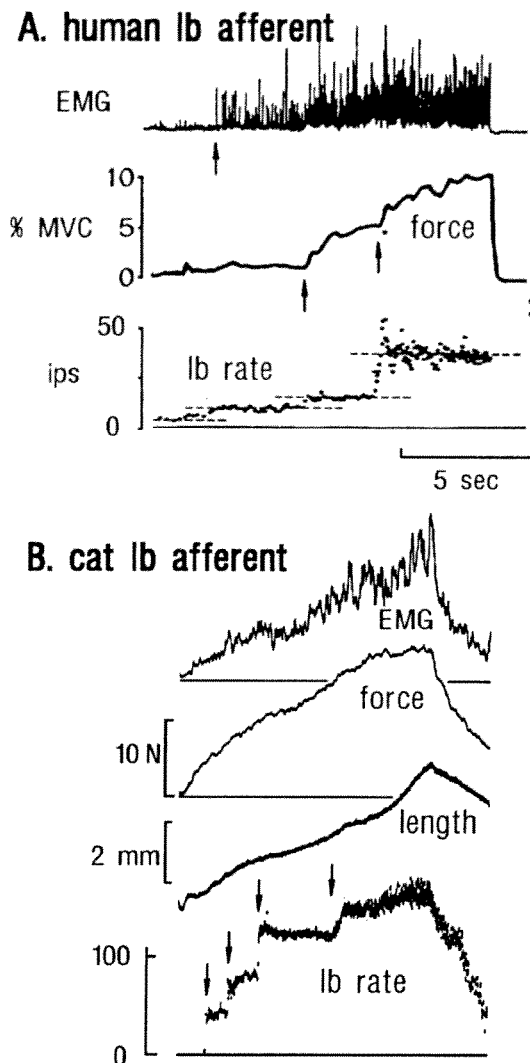 A. human Ib afferent
EMG
10
% MVC
5
force
0
50
Ib rate
ips
0
5 sec
B. cat Ib afferent
EMG
force
10 N
length
2 mm
100
Ib rate
0